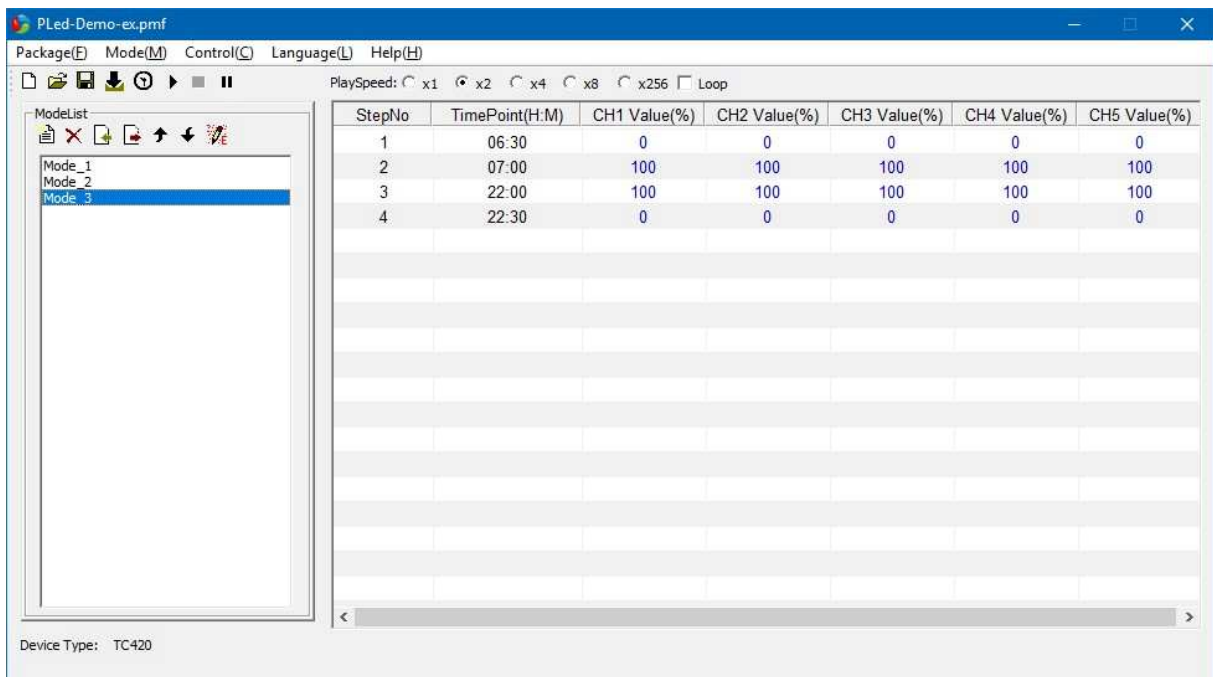 PLed-Demo-ex.pmf
Package(F) Mode(M) Control(C) Language(L) Help(H)
PlaySpeed: x1 x2 x4 x8 x256 Loop
ModeList
Mode_1
Mode_2
Mode_3
StepNo TimePoint(H:M) CH1 Value(%) CH2 Value(%) CH3 Value(%) CH4 Value(%) CH5 Value(%)
1 06:30 0 0 0 0 0
2 07:00 100 100 100 100 100
3 22:00 100 100 100 100 100
4 22:30 0 0 0 0 0
Device Type: TC420